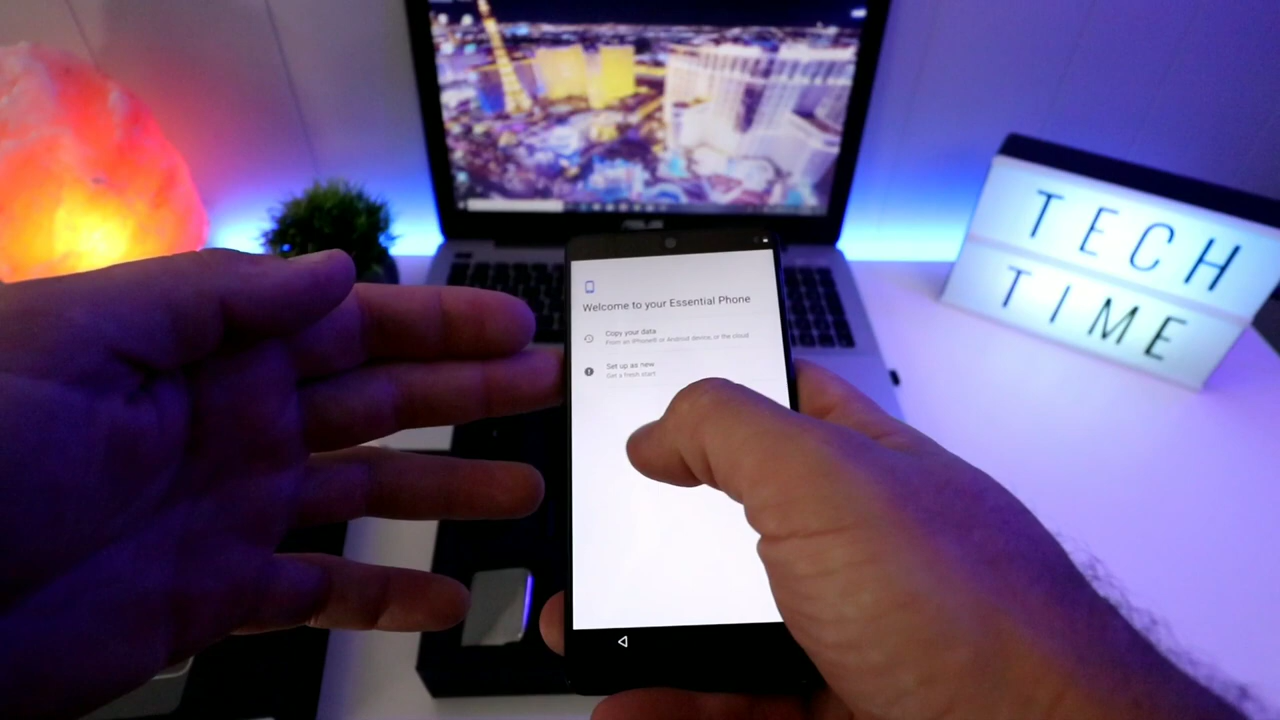 ASUS
TECH
TIME
Welcome to your Essential Phone
Copy your data
From an iPhone® or Android device, or the cloud
Set up as new
Get a fresh start